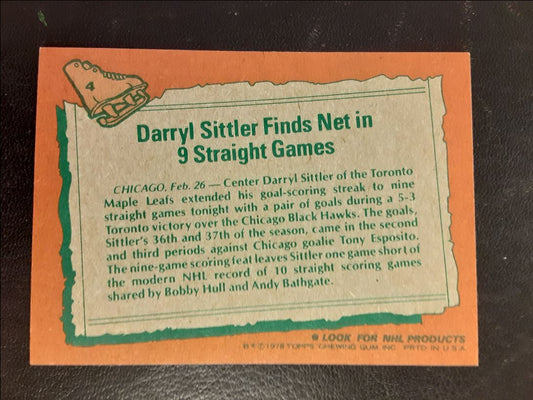 4
Darryl Sittler Finds Net in
9 Straight Games
CHICAGO, Feb. 26 — Center Darryl Sittler of the Toronto
Maple Leafs extended his goal-scoring streak to nine
straight games tonight with a pair of goals during a 5-3
Toronto victory over the Chicago Black Hawks. The goals,
Sittler's 36th and 37th of the season, came in the second
and third periods against Chicago goalie Tony Esposito.
The nine-game scoring feat leaves Sittler one game short of
the modern NHL record of 10 straight scoring games
shared by Bobby Hull and Andy Bathgate.
LOOK FOR NHL PRODUCTS
© 1978 TOPPS CHEWING GUM INC. PRTD IN U.S.A.